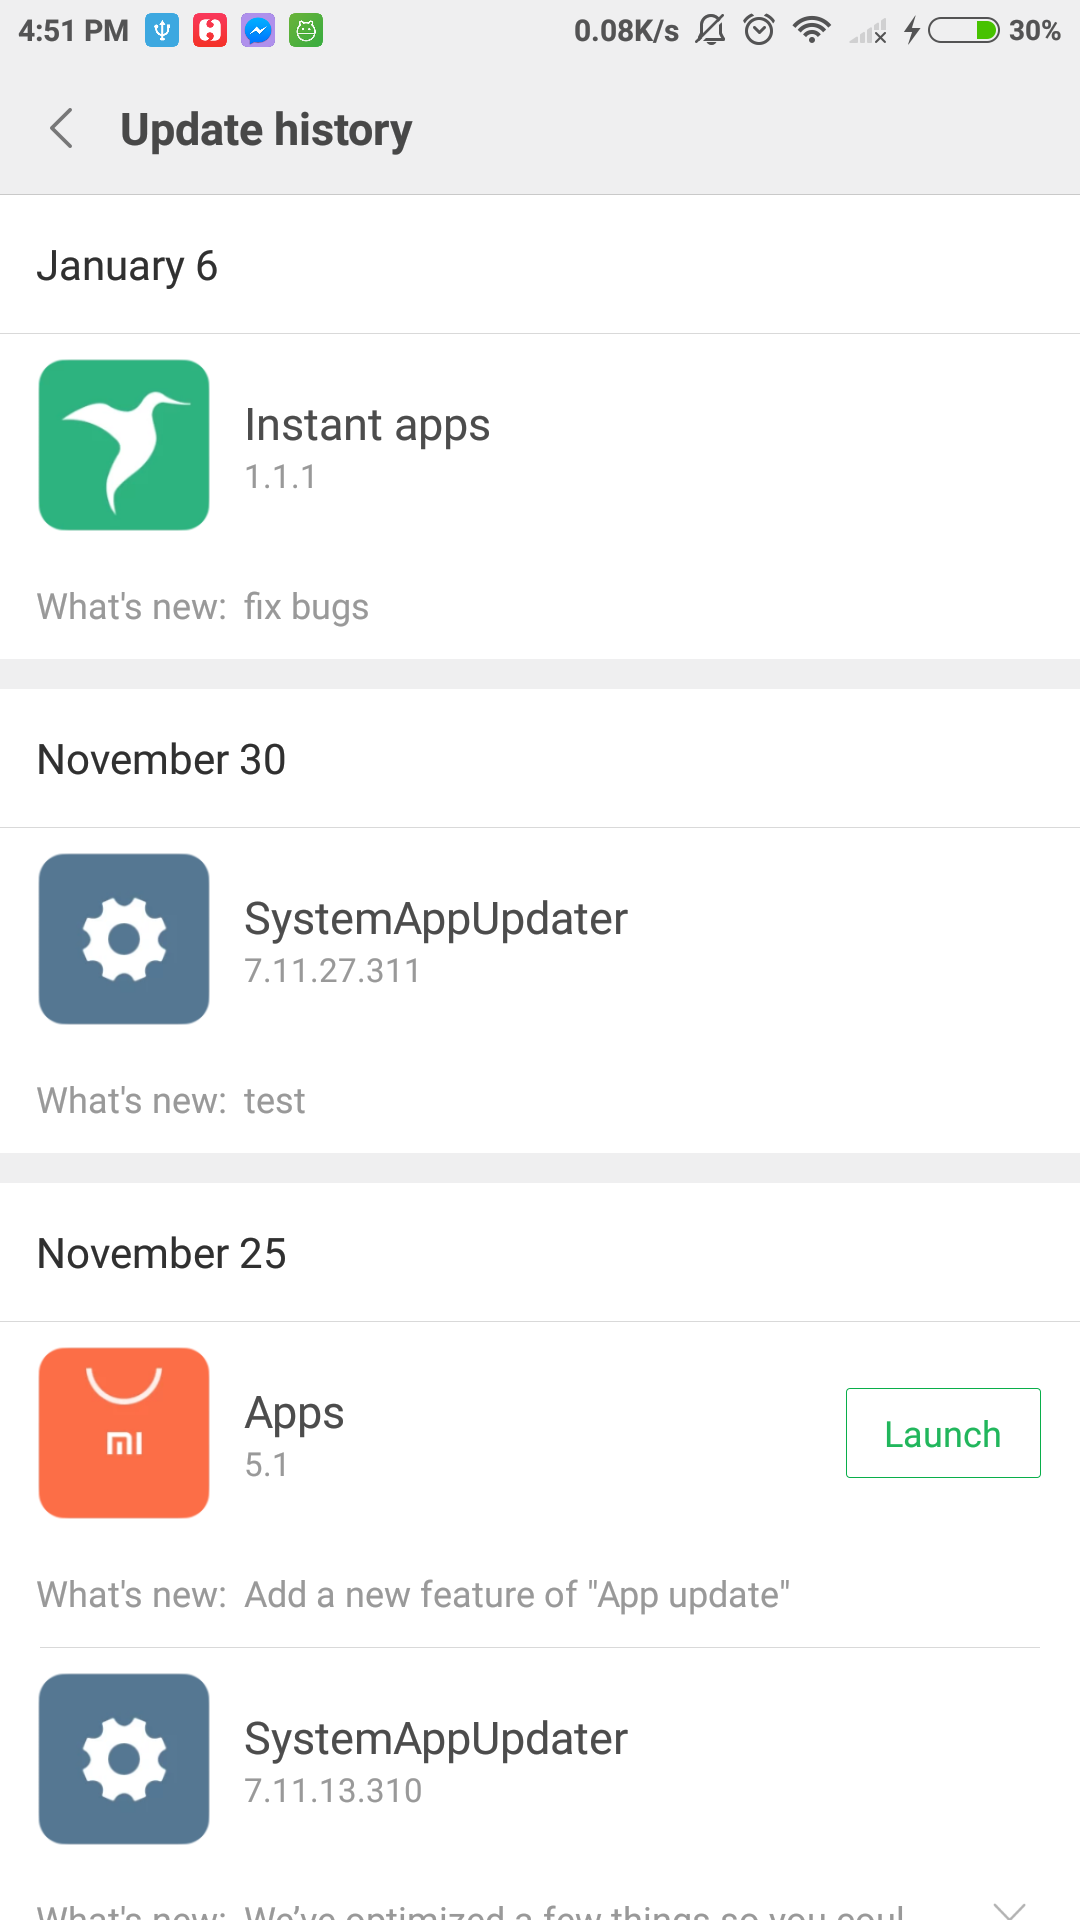 4:51 PM 0.08K/s 30%
Update history
January 6
Instant apps
1.1.1
What's new: fix bugs
November 30
SystemAppUpdater
7.11.27.311
What's new: test
November 25
Apps
5.1
Launch
What's new: Add a new feature of "App update"
SystemAppUpdater
7.11.13.310
What's new: We've optimized a few things so you coul